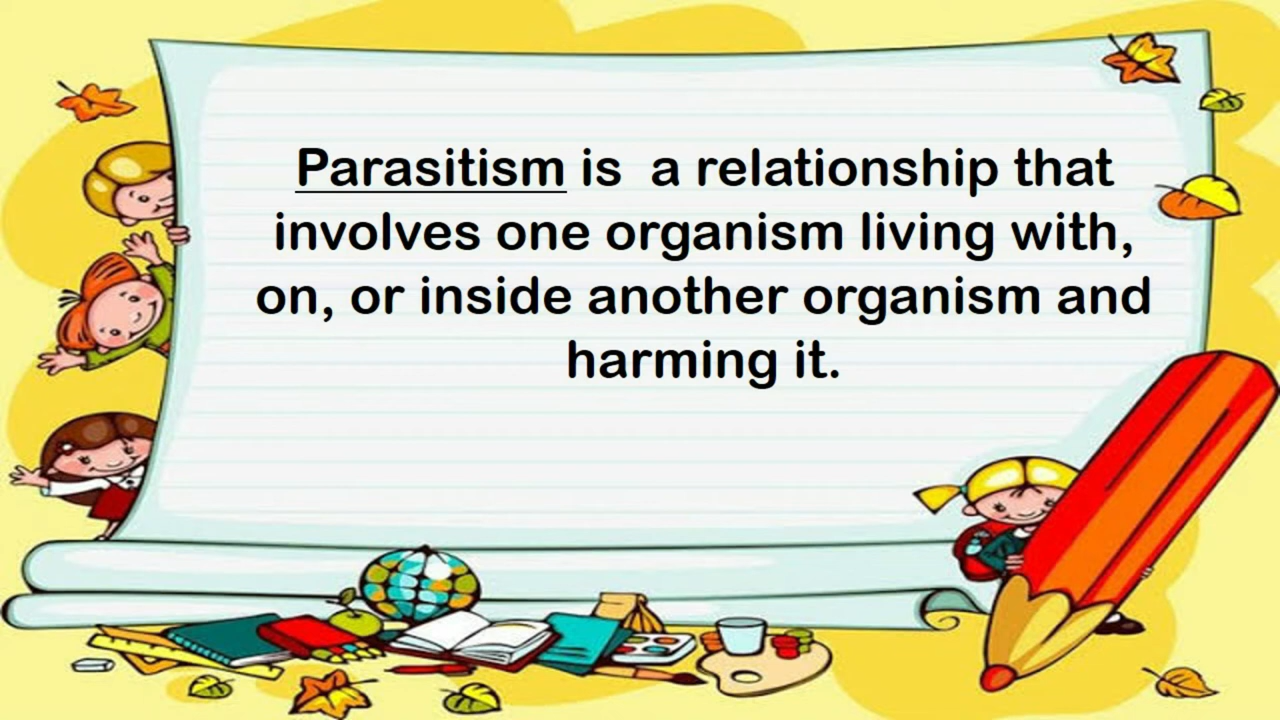 Parasitism is  a relationship that
involves one organism living with,
on, or inside another organism and
harming it.